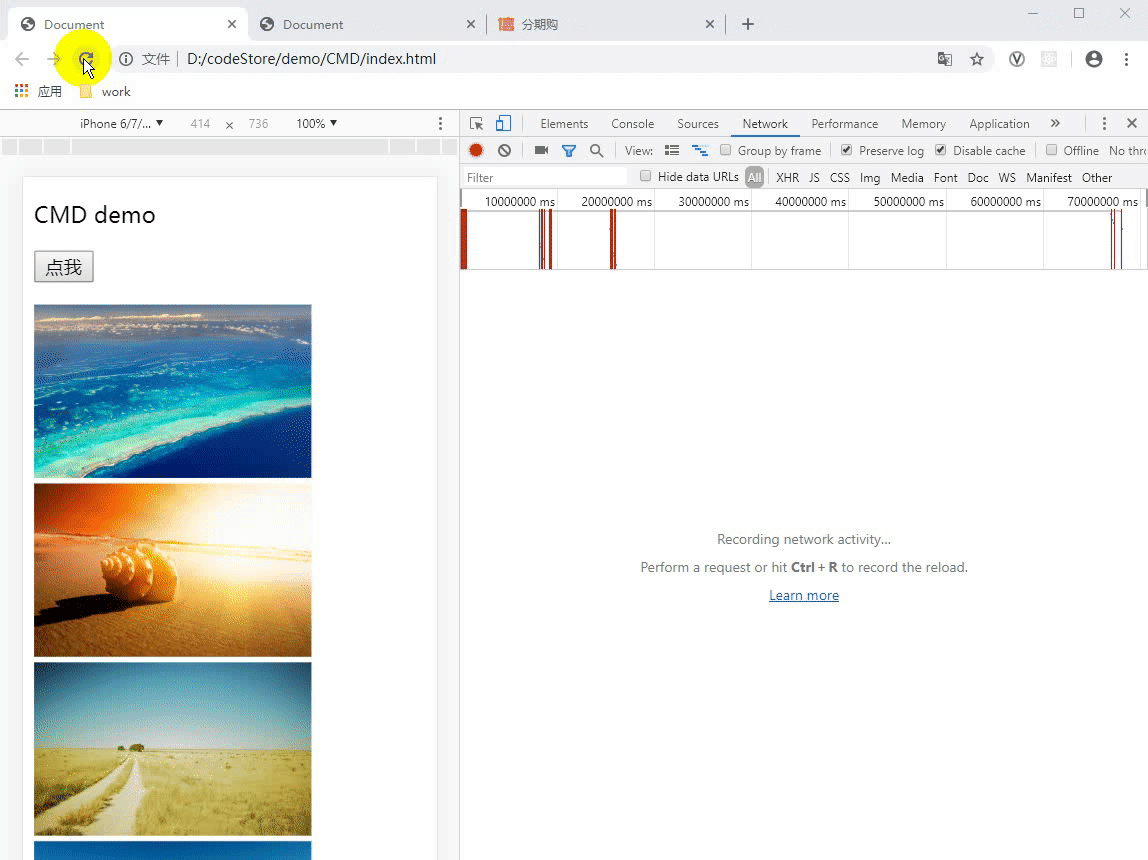 Document
Document
分期购
文件
D:/codeStore/demo/CMD/index.html
应用
work
iPhone 6/7/...
414
x
736
100%
Elements
Console
Sources
Network
Performance
Memory
Application
View:
Group by frame
Preserve log
Disable cache
Offline
No thr
Filter
Hide data URLs
All
XHR
JS
CSS
Img
Media
Font
Doc
WS
Manifest
Other
10000000 ms
20000000 ms
30000000 ms
40000000 ms
50000000 ms
60000000 ms
70000000 ms
CMD demo
点我
Recording network activity...
Perform a request or hit Ctrl + R to record the reload.
Learn more